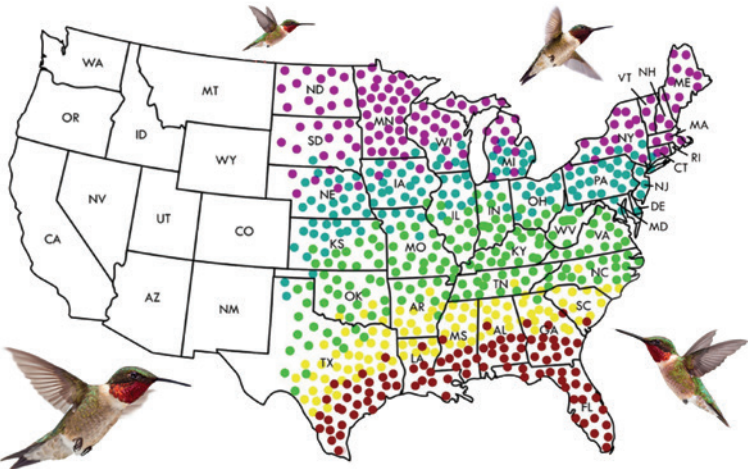 WA
MT
ND
MN
VT
NH
ME
OR
ID
SD
WI
MI
NY
MA
RI
CT
WY
NE
IA
PA
NJ
NV
UT
CO
IL
IN
OH
DE
MD
CA
KS
MO
WV
VA
KY
AZ
NM
OK
AR
TN
NC
SC
TX
LA
MS
AL
GA
FL